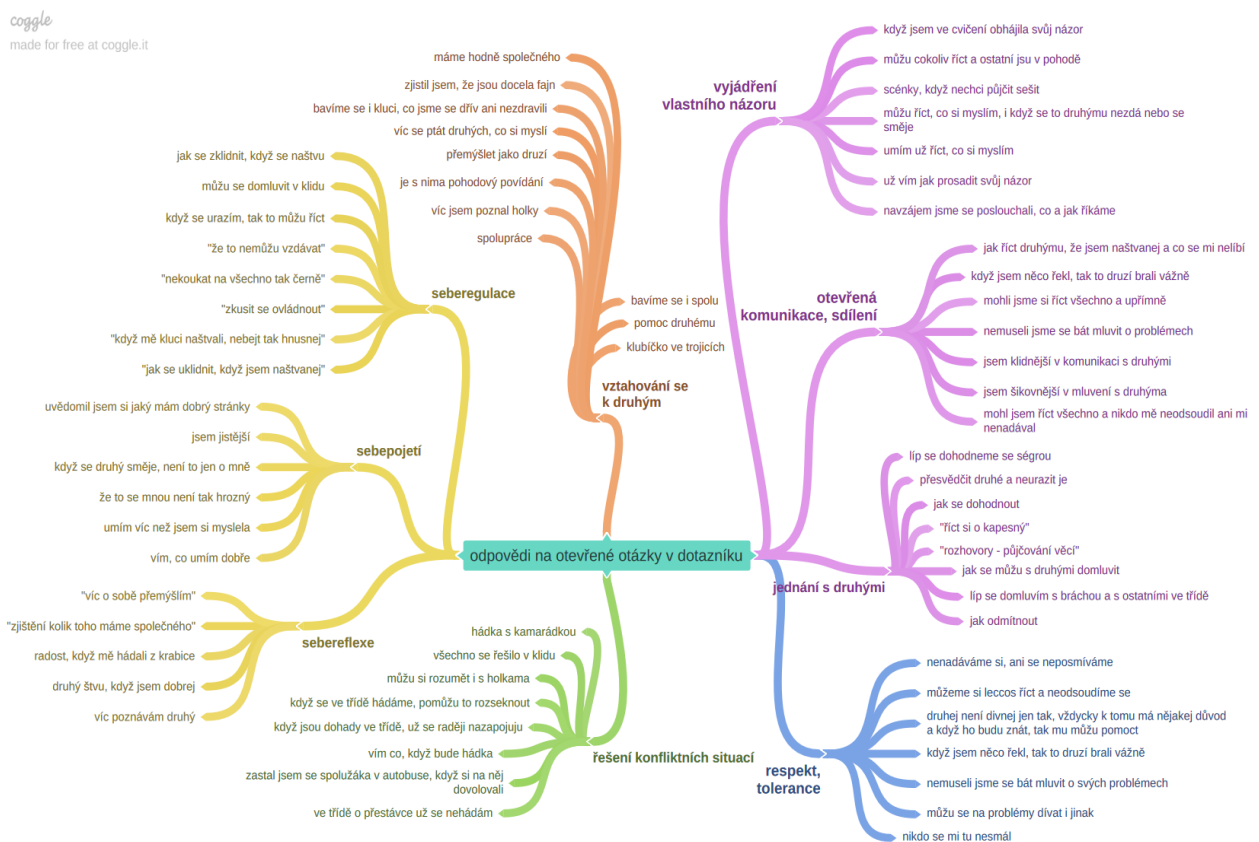 coggle
made for free at coggle.it
odpovědi na otevřené otázky v dotazníku
seberegulace
jak se zklidnit, když se naštvu
můžu se domluvit v klidu
když se urazím, tak to můžu říct
"že to nemůžu vzdávat"
"nekoukat na všechno tak černě"
"zkusit se ovládnout"
"když mě kluci naštvali, nebejt tak hnusnej"
"jak se uklidnit, když jsem naštvanej"
sebepojetí
uvědomil jsem si jaký mám dobrý stránky
jsem jistější
když se druhý směje, není to jen o mně
že to se mnou není tak hrozný
umím víc než jsem si myslela
vím, co umím dobře
sebereflexe
"víc o sobě přemýšlím"
"zjištění kolik toho máme společného"
radost, když mě hádali z krabice
druhý štvu, když jsem dobrej
víc poznávám druhý
vztahování se
k druhým
máme hodně společného
zjistil jsem, že jsou docela fajn
bavíme se i kluci, co jsme se dřív ani nezdravili
víc se ptát druhých, co si myslí
přemýšlet jako druzí
je s nima pohodový povídání
víc jsem poznal holky
spolupráce
bavíme se i spolu
pomoc druhému
klubíčko ve trojicích
řešení konfliktních situací
hádka s kamarádkou
všechno se řešilo v klidu
můžu si rozumět i s holkama
když se ve třídě hádáme, pomůžu to rozseknout
když jsou dohady ve třídě, už se raději nazapojuju
vím co, když bude hádka
zastal jsem se spolužáka v autobuse, když si na něj
dovolovali
ve třídě o přestávce už se nehádám
vyjádření
vlastního názoru
když jsem ve cvičení obhájila svůj názor
můžu cokoliv říct a ostatní jsu v pohodě
scénky, když nechci půjčit sešit
můžu říct, co si myslím, i když se to druhýmu nezdá nebo se
směje
umím už říct, co si myslím
už vím jak prosadit svůj názor
navzájem jsme se poslouchali, co a jak říkáme
otevřená
komunikace, sdílení
jak říct druhýmu, že jsem naštvanej a co se mi nelíbí
když jsem něco řekl, tak to druzí brali vážně
mohli jsme si říct všechno a upřímně
nemuseli jsme se bát mluvit o problémech
jsem klidnější v komunikaci s druhými
jsem šikovnější v mluvení s druhýma
mohl jsem říct všechno a nikdo mě neodsoudil ani mi
nenadával
jednání s druhými
líp se dohodneme se ségrou
přesvědčit druhé a neurazit je
jak se dohodnout
"říct si o kapesný"
"rozhovory - půjčování věcí"
jak se můžu s druhými domluvit
líp se domluvím s bráchou a s ostatními ve třídě
jak odmítnout
respekt,
tolerance
nenadáváme si, ani se neposmíváme
můžeme si leccos říct a neodsoudíme se
druhej není divnej jen tak, vždycky k tomu má nějakej důvod
a když ho budu znát, tak mu můžu pomoct
když jsem něco řekl, tak to druzí brali vážně
nemuseli jsme se bát mluvit o svých problémech
můžu se na problémy dívat i jinak
nikdo se mi tu nesmál